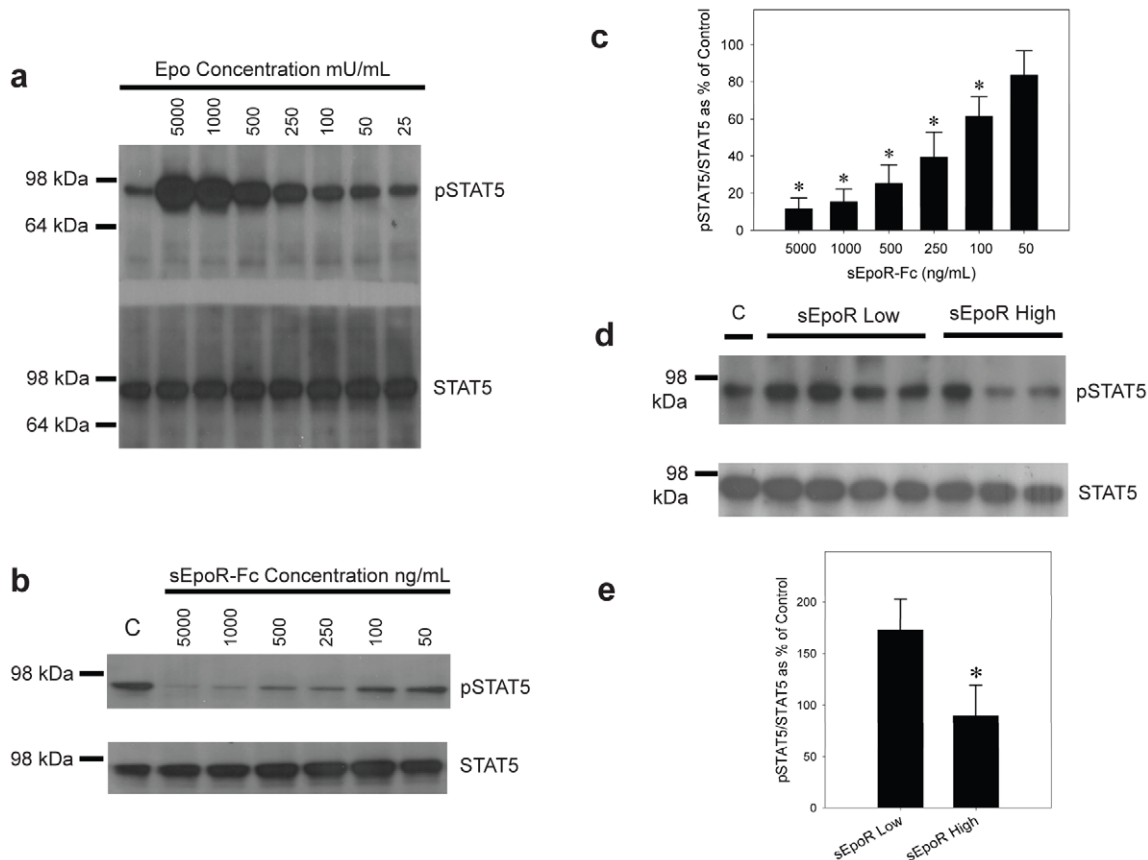 a
Epo Concentration mU/mL
5000 1000 500 250 100 50 25
98 kDa
pSTAT5
64 kDa
98 kDa
STAT5
64 kDa
b
sEpoR-Fc Concentration ng/mL
C 5000 1000 500 250 100 50
98 kDa
pSTAT5
98 kDa
STAT5
c
pSTAT5/STAT5 as % of Control
100
80
60
40
20
0
* * * * *
5000 1000 500 250 100 50
sEpoR-Fc (ng/mL)
d
C sEpoR Low sEpoR High
98
kDa
pSTAT5
98
kDa
STAT5
e
pSTAT5/STAT5 as % of Control
200
150
100
50
0
*
sEpoR Low sEpoR High